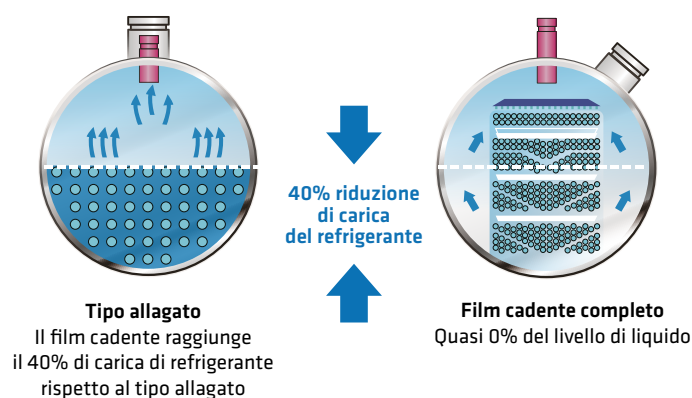 40% riduzione
di carica
del refrigerante
Tipo allagato
Il film cadente raggiunge
il 40% di carica di refrigerante
rispetto al tipo allagato
Film cadente completo
Quasi 0% del livello di liquido